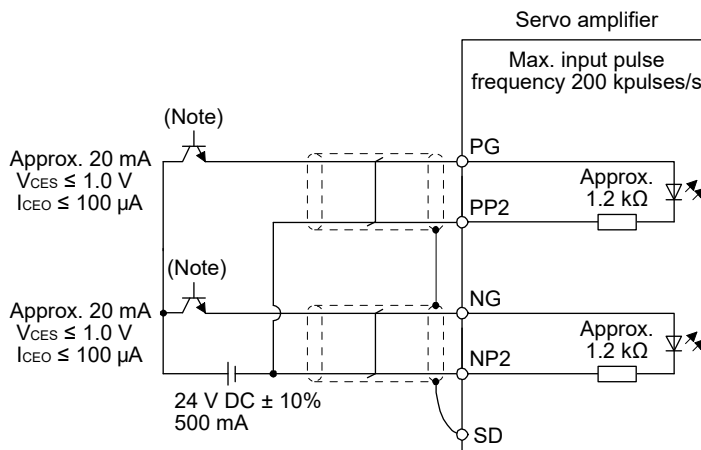 Servo amplifier
Max. input pulse
frequency 200 kpulses/s
(Note)
PG
Approx. 20 mA
VCES ≤ 1.0 V
ICEO ≤ 100 µA
Approx.
1.2 kΩ
PP2
(Note)
NG
Approx. 20 mA
VCES ≤ 1.0 V
ICEO ≤ 100 µA
Approx.
1.2 kΩ
NP2
24 V DC ± 10%
500 mA
SD